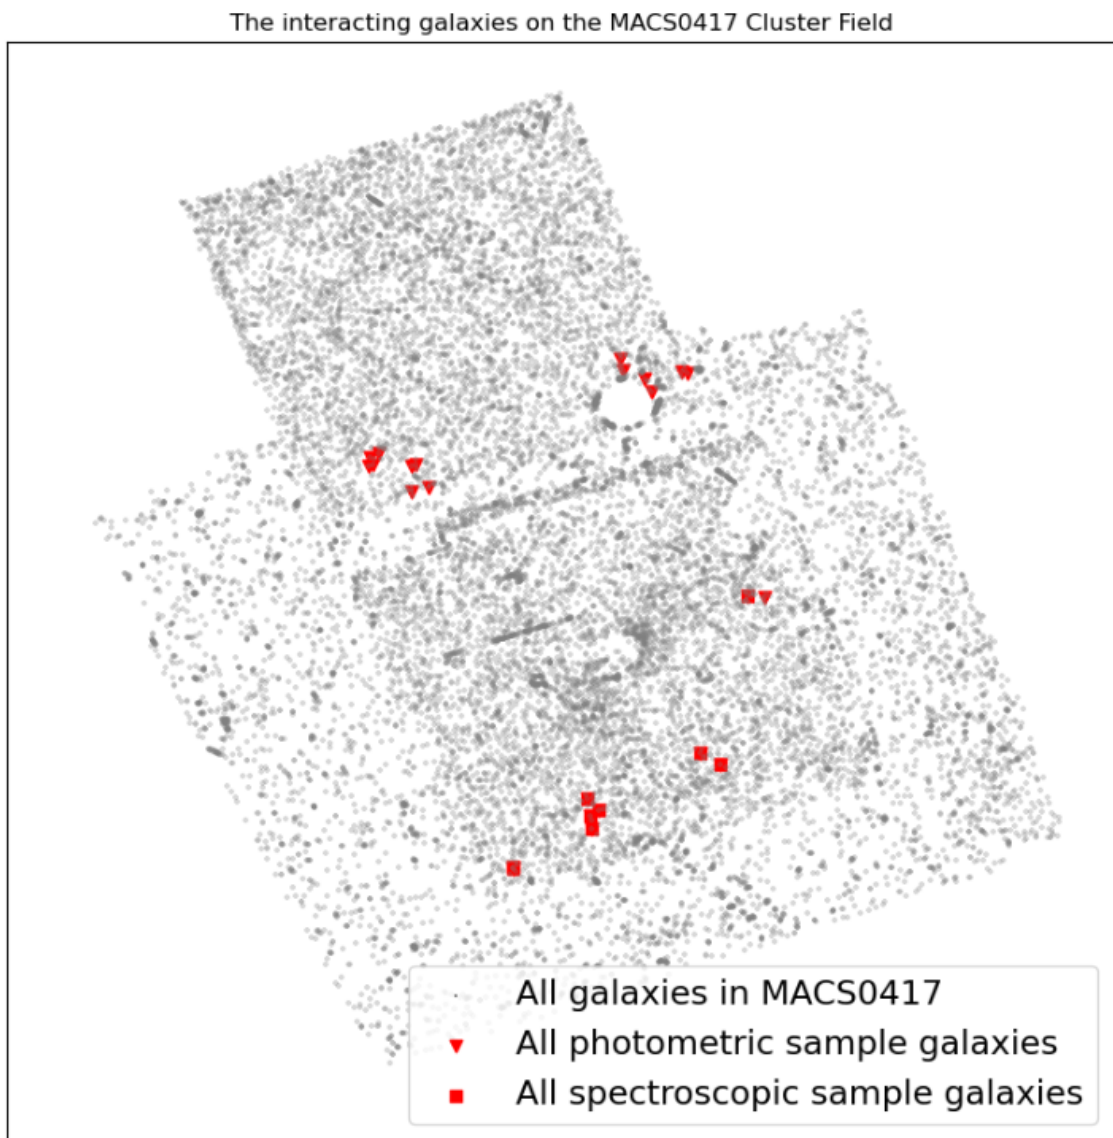 The interacting galaxies on the MACS0417 Cluster Field
All galaxies in MACS0417
All photometric sample galaxies
All spectroscopic sample galaxies